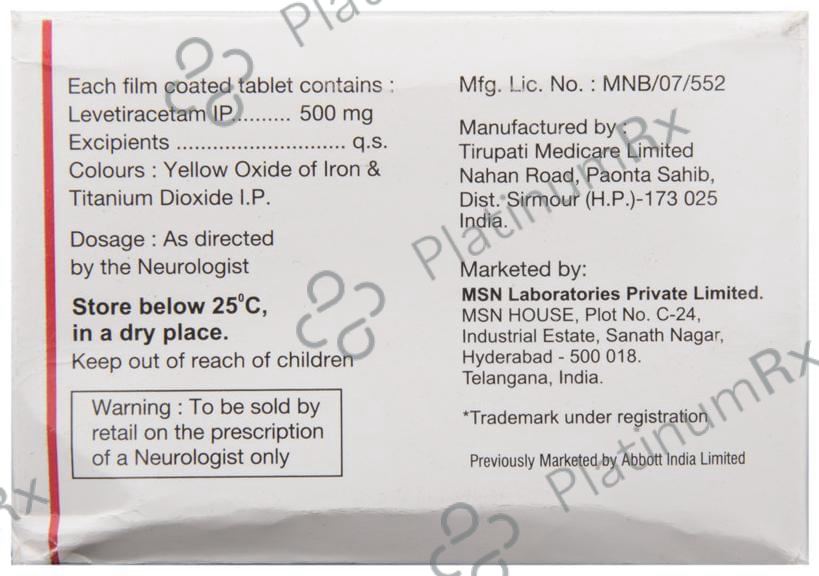 Each film coated tablet contains :
Levetiracetam IP.......... 500 mg
Excipients ............................ q.s.
Colours : Yellow Oxide of Iron &
Titanium Dioxide I.P.
Dosage : As directed
by the Neurologist
Store below 25⁰C,
in a dry place.
Keep out of reach of children
Warning : To be sold by
retail on the prescription
of a Neurologist only
Mfg. Lic. No. : MNB/07/552
Manufactured by :
Tirupati Medicare Limited
Nahan Road, Paonta Sahib,
Dist. Sirmour (H.P.)-173 025
India.
Marketed by:
MSN Laboratories Private Limited.
MSN HOUSE, Plot No. C-24,
Industrial Estate, Sanath Nagar,
Hyderabad - 500 018.
Telangana, India.
*Trademark under registration
Previously Marketed by Abbott India Limited
PlatinumRx
PlatinumRx